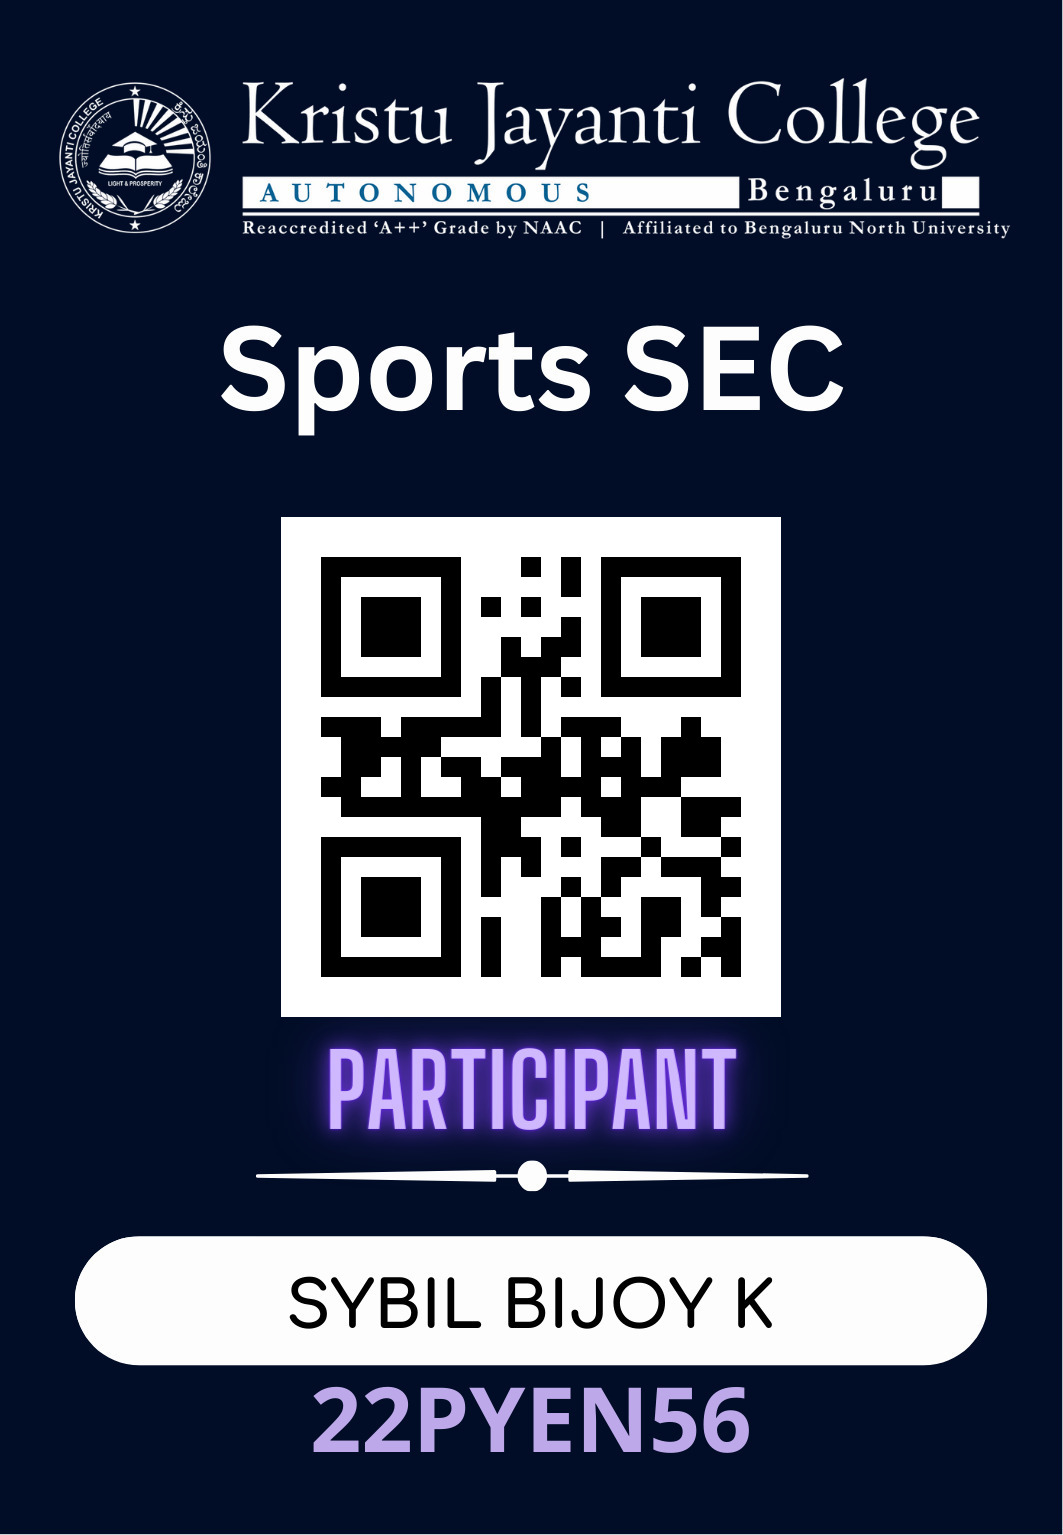 KRISTU JAYANTI COLLEGE
ಕ್ರಿಸ್ತು ಜಯಂತಿ ಕಾಲೇಜು
LIGHT & PROSPERITY
Kristu Jayanti College
AUTONOMOUS Bengaluru
Reaccredited ‘A++’ Grade by NAAC | Affiliated to Bengaluru North University
Sports SEC
PARTICIPANT
SYBIL BIJOY K
22PYEN56